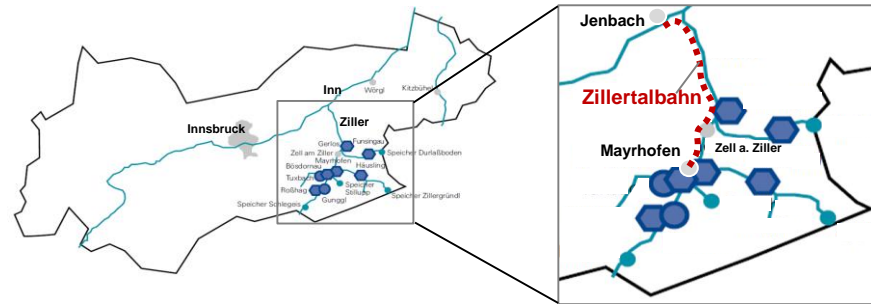 Jenbach
Zillertalbahn
Zell a. Ziller
Mayrhofen
Inn
Wörgl
Kitzbühel
Innsbruck
Ziller
Gerlos
Funsingau
Zell am Ziller
Speicher Durlaßboden
Mayrhofen
Bösdornau
Häusling
Tuxbach
Roßhag
Speicher
Stillupp
Gunggl
Speicher Zillergründl
Speicher Schlegeis